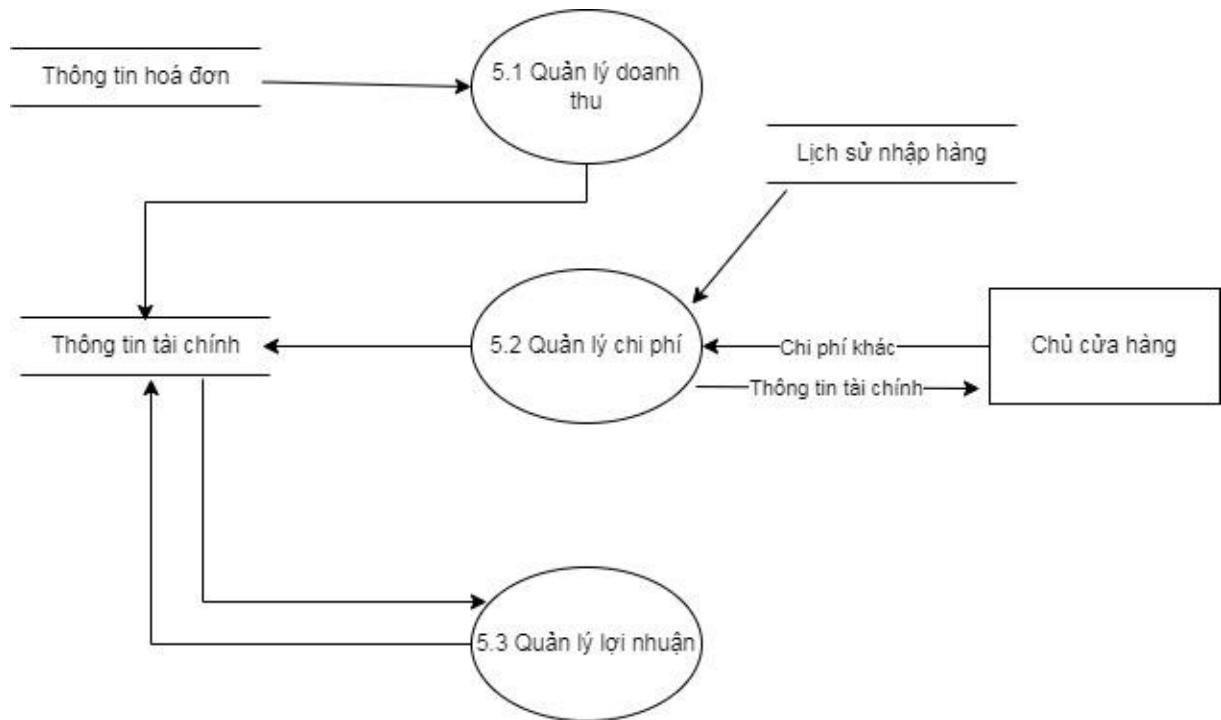 Thông tin hoá đơn
5.1 Quản lý doanh
thu
Lịch sử nhập hàng
Thông tin tài chính
5.2 Quản lý chi phí
Chi phí khác
Chủ cửa hàng
Thông tin tài chính
5.3 Quản lý lợi nhuận